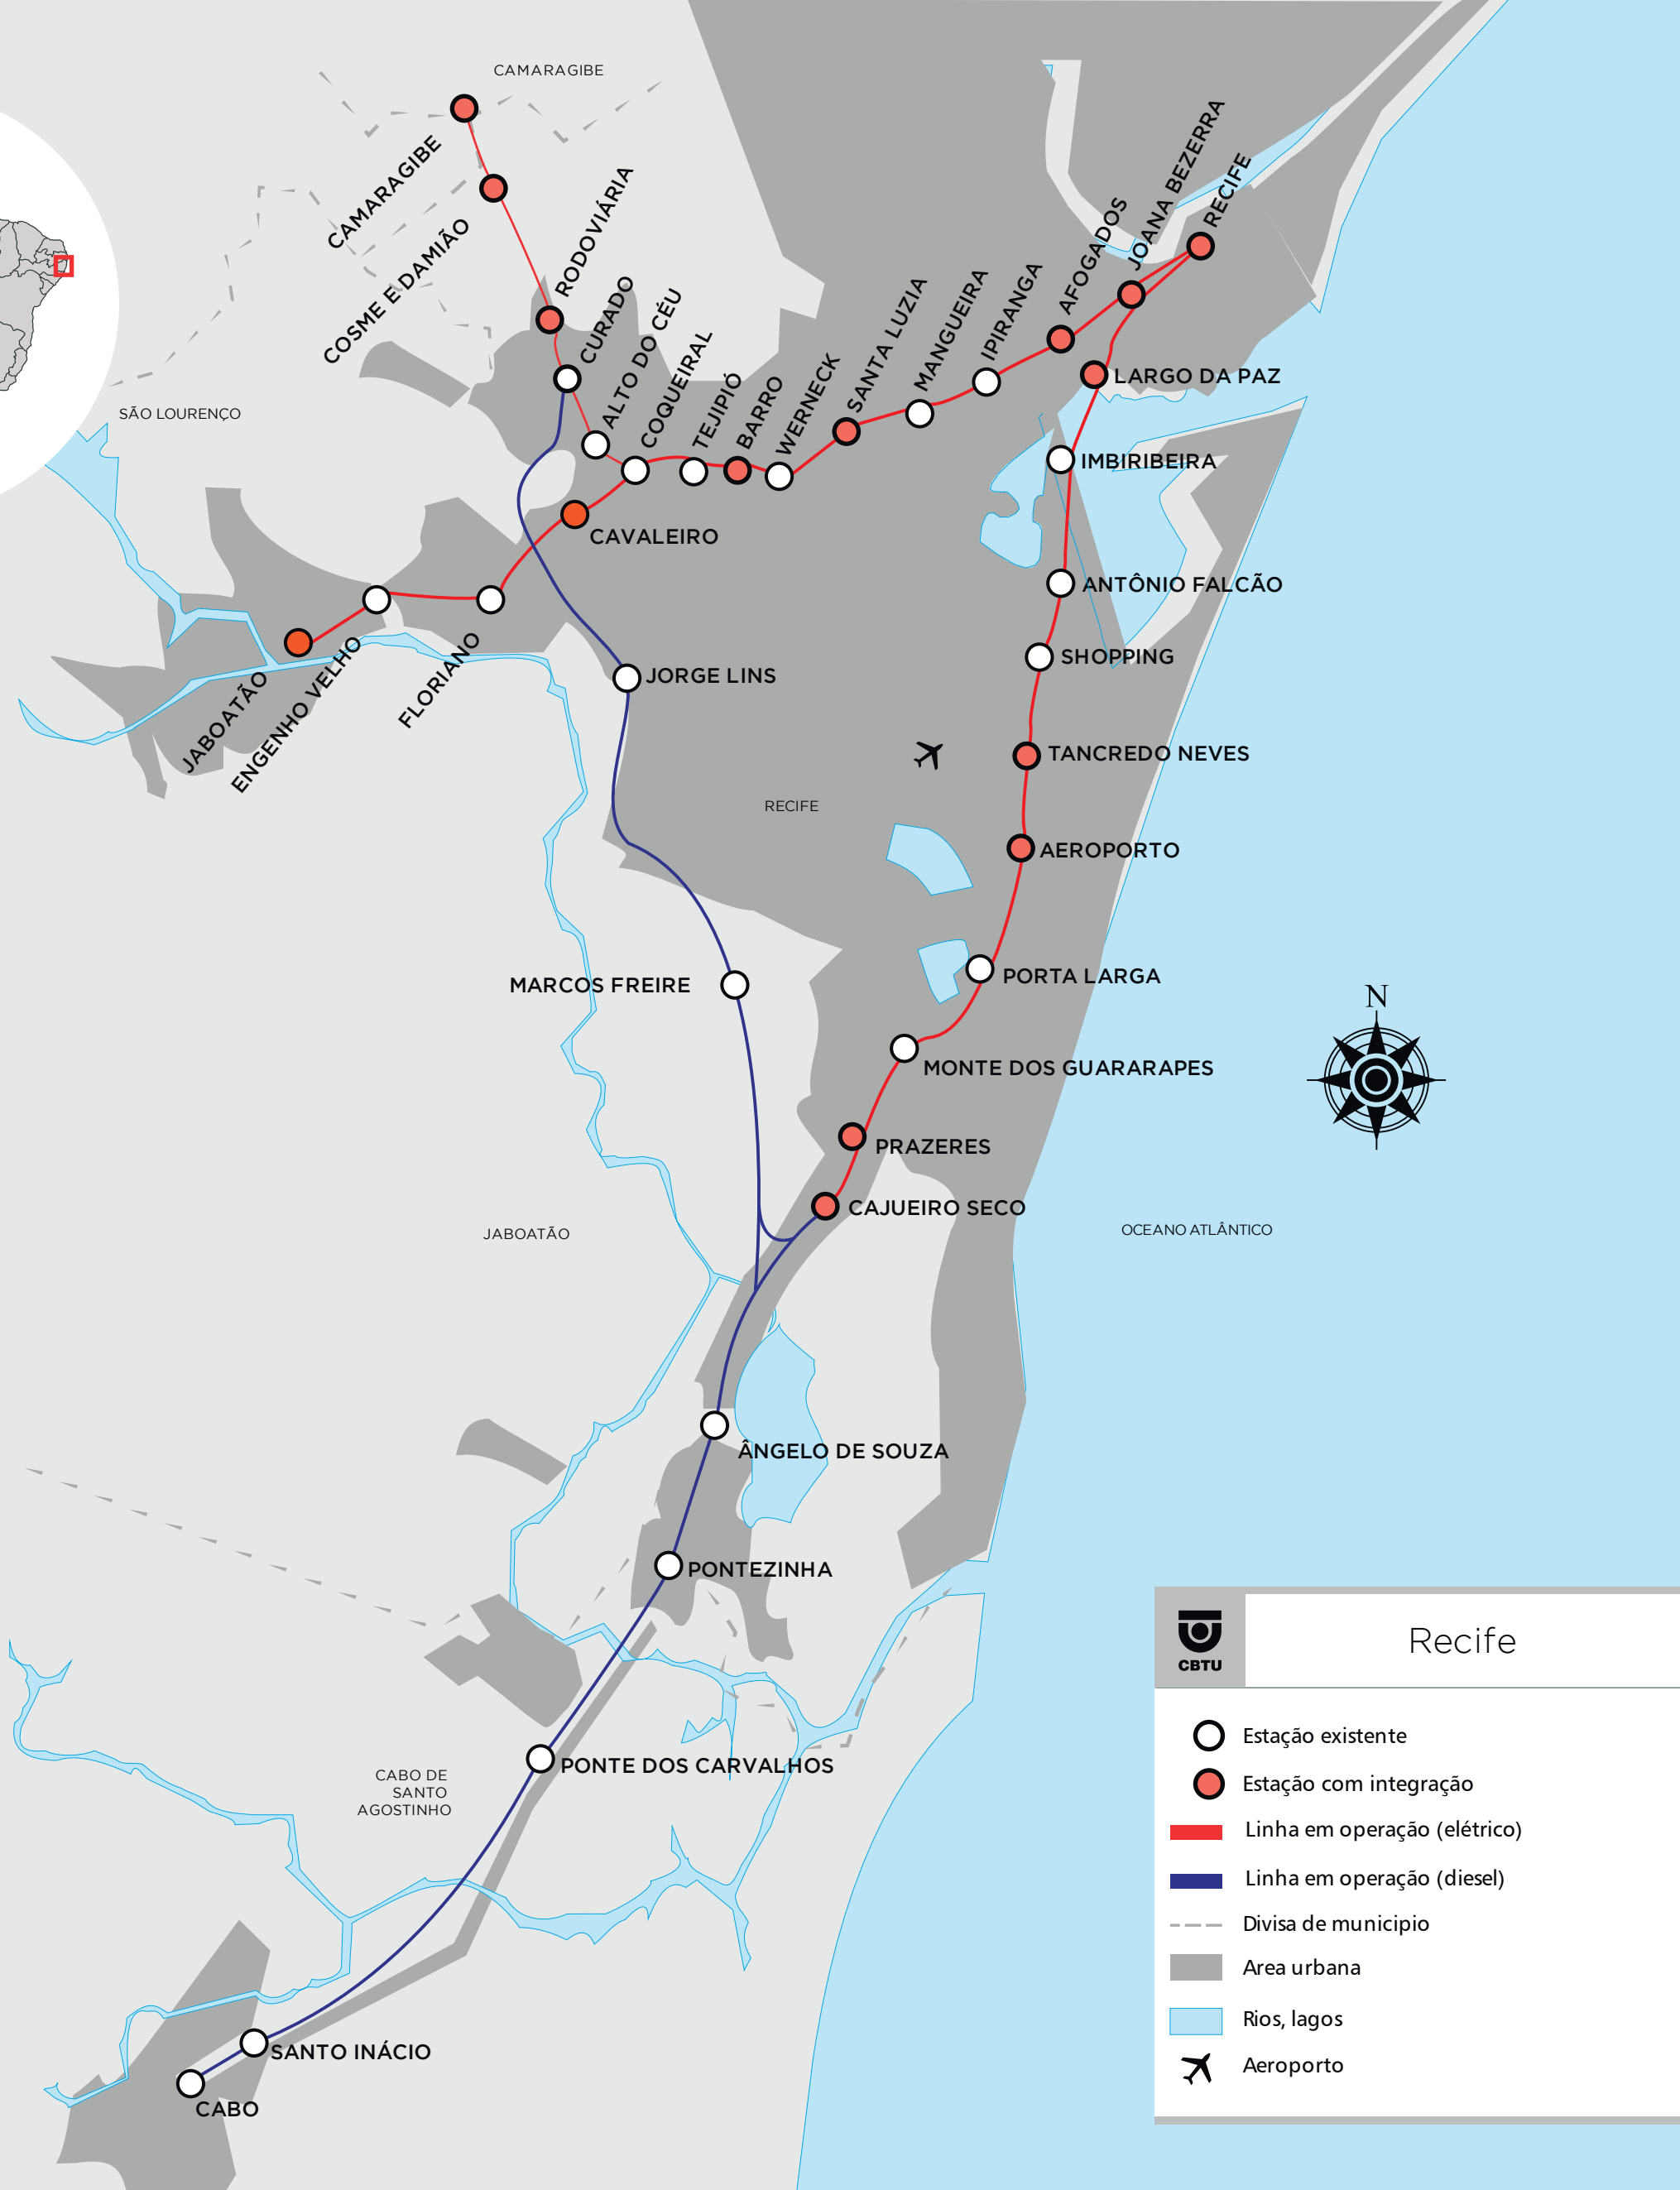 CAMARAGIBE
CAMARAGIBE
COSME E DAMIÃO
RODOVIÁRIA
CURADO
ALTO DO CÉU
COQUEIRAL
TEJIPIÓ
BARRO
WERNECK
SANTA LUZIA
MANGUEIRA
IPIRANGA
AFOGADOS
JOANA BEZERRA
RECIFE
SÃO LOURENÇO
LARGO DA PAZ
IMBIRIBEIRA
CAVALEIRO
ANTÔNIO FALCÃO
JABOATÃO
ENGENHO VELHO
FLORIANO
JORGE LINS
SHOPPING
TANCREDO NEVES
RECIFE
AEROPORTO
MARCOS FREIRE
PORTA LARGA
N
MONTE DOS GUARARAPES
PRAZERES
CAJUEIRO SECO
JABOATÃO
OCEANO ATLÂNTICO
ÂNGELO DE SOUZA
PONTEZINHA
PONTE DOS CARVALHOS
CABO DE
SANTO
AGOSTINHO
SANTO INÁCIO
CABO
CBTU
Recife
Estação existente
Estação com integração
Linha em operação (elétrico)
Linha em operação (diesel)
Divisa de municipio
Area urbana
Rios, lagos
Aeroporto